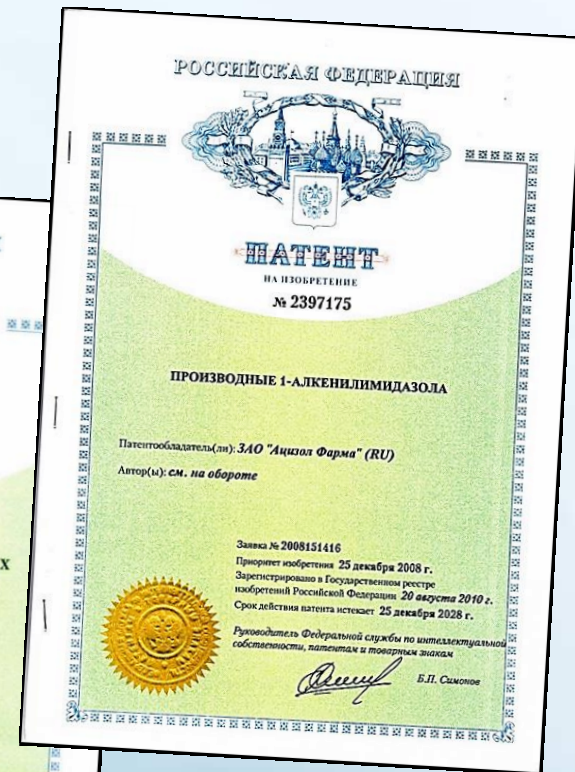 РОССИЙСКАЯ ФЕДЕРАЦИЯ
ПАТЕНТ
НА ИЗОБРЕТЕНИЕ
№ 2397175
ПРОИЗВОДНЫЕ 1-АЛКЕНИЛИМИДАЗОЛА
Патентообладатель(ли): ЗАО "Ацизол Фарма" (RU)
Автор(ы): см. на обороте
Заявка № 2008151416
Приоритет изобретения 25 декабря 2008 г.
Зарегистрировано в Государственном реестре
изобретений Российской Федерации 20 августа 2010 г.
Срок действия патента истекает 25 декабря 2028 г.
Руководитель Федеральной службы по интеллектуальной
собственности, патентам и товарным знакам
Б.П. Симонов
х